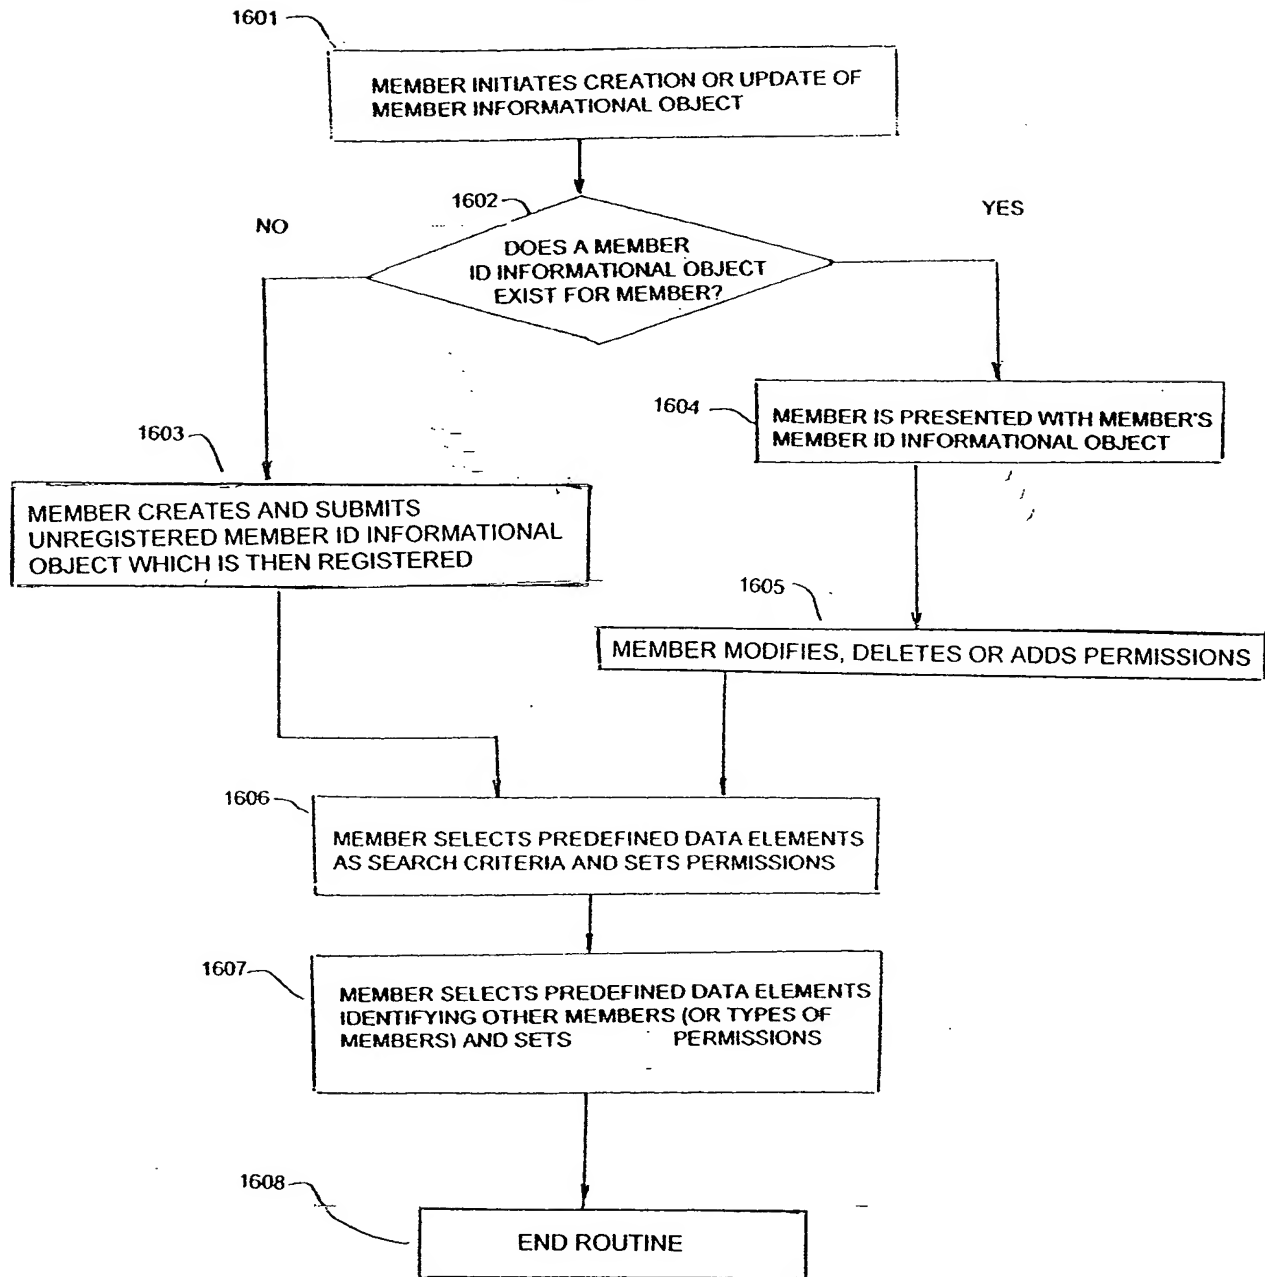 1601
MEMBER INITIATES CREATION OR UPDATE OF
MEMBER INFORMATIONAL OBJECT
1602
NO
YES
DOES A MEMBER
ID INFORMATIONAL OBJECT
EXIST FOR MEMBER?
1604
MEMBER IS PRESENTED WITH MEMBER'S
MEMBER ID INFORMATIONAL OBJECT
1603
MEMBER CREATES AND SUBMITS
UNREGISTERED MEMBER ID INFORMATIONAL
OBJECT WHICH IS THEN REGISTERED
1605
MEMBER MODIFIES, DELETES OR ADDS PERMISSIONS
1606
MEMBER SELECTS PREDEFINED DATA ELEMENTS
AS SEARCH CRITERIA AND SETS PERMISSIONS
1607
MEMBER SELECTS PREDEFINED DATA ELEMENTS
IDENTIFYING OTHER MEMBERS (OR TYPES OF
MEMBERS) AND SETS PERMISSIONS
1608
END ROUTINE